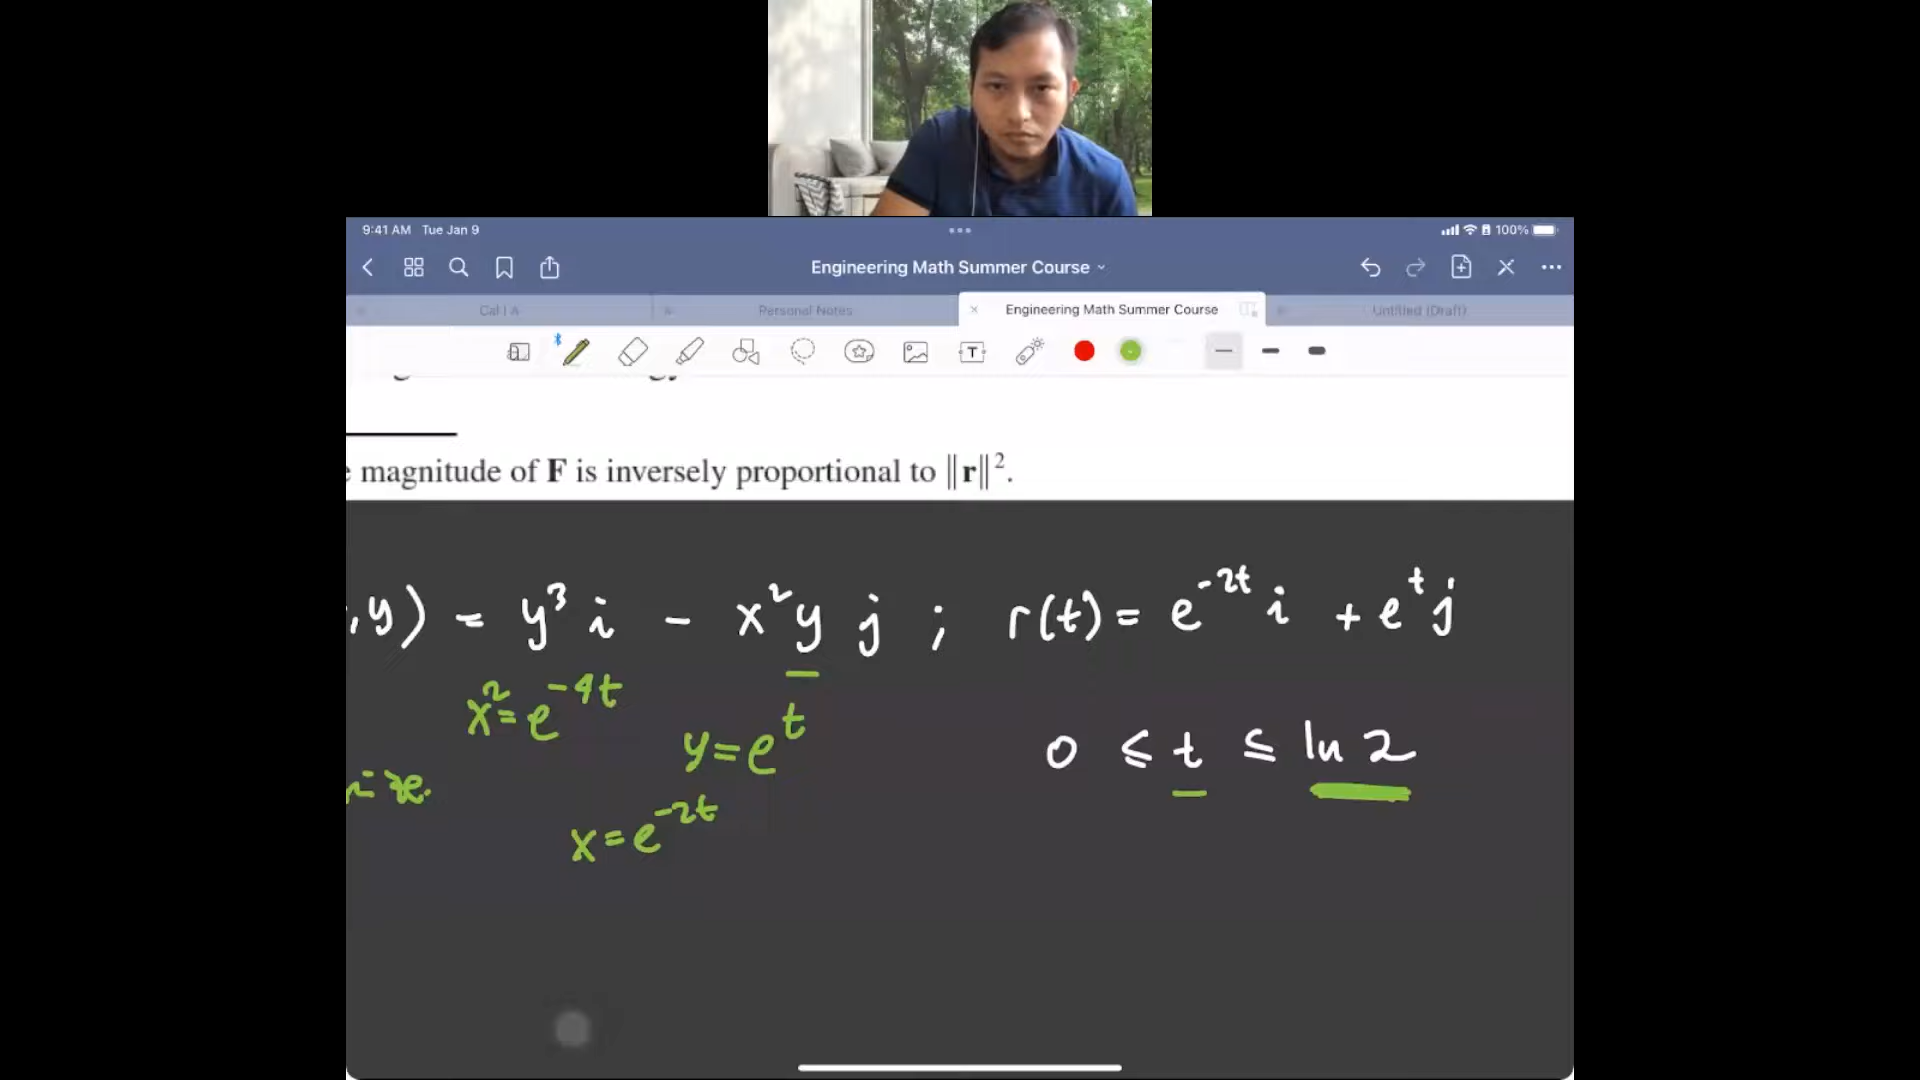 9:41 AM Tue Jan 9
100%
Engineering Math Summer Course
Cal I A
Personal Notes
Engineering Math Summer Course
Untitled (Draft)
T
magnitude of F is inversely proportional to ||r||².
,y) = y³ i - x²y j ; r(t) = e^-2t i + e^t j
x² = e^-4t
y = e^t
0 ≤ t ≤ ln 2
x = e^-2t